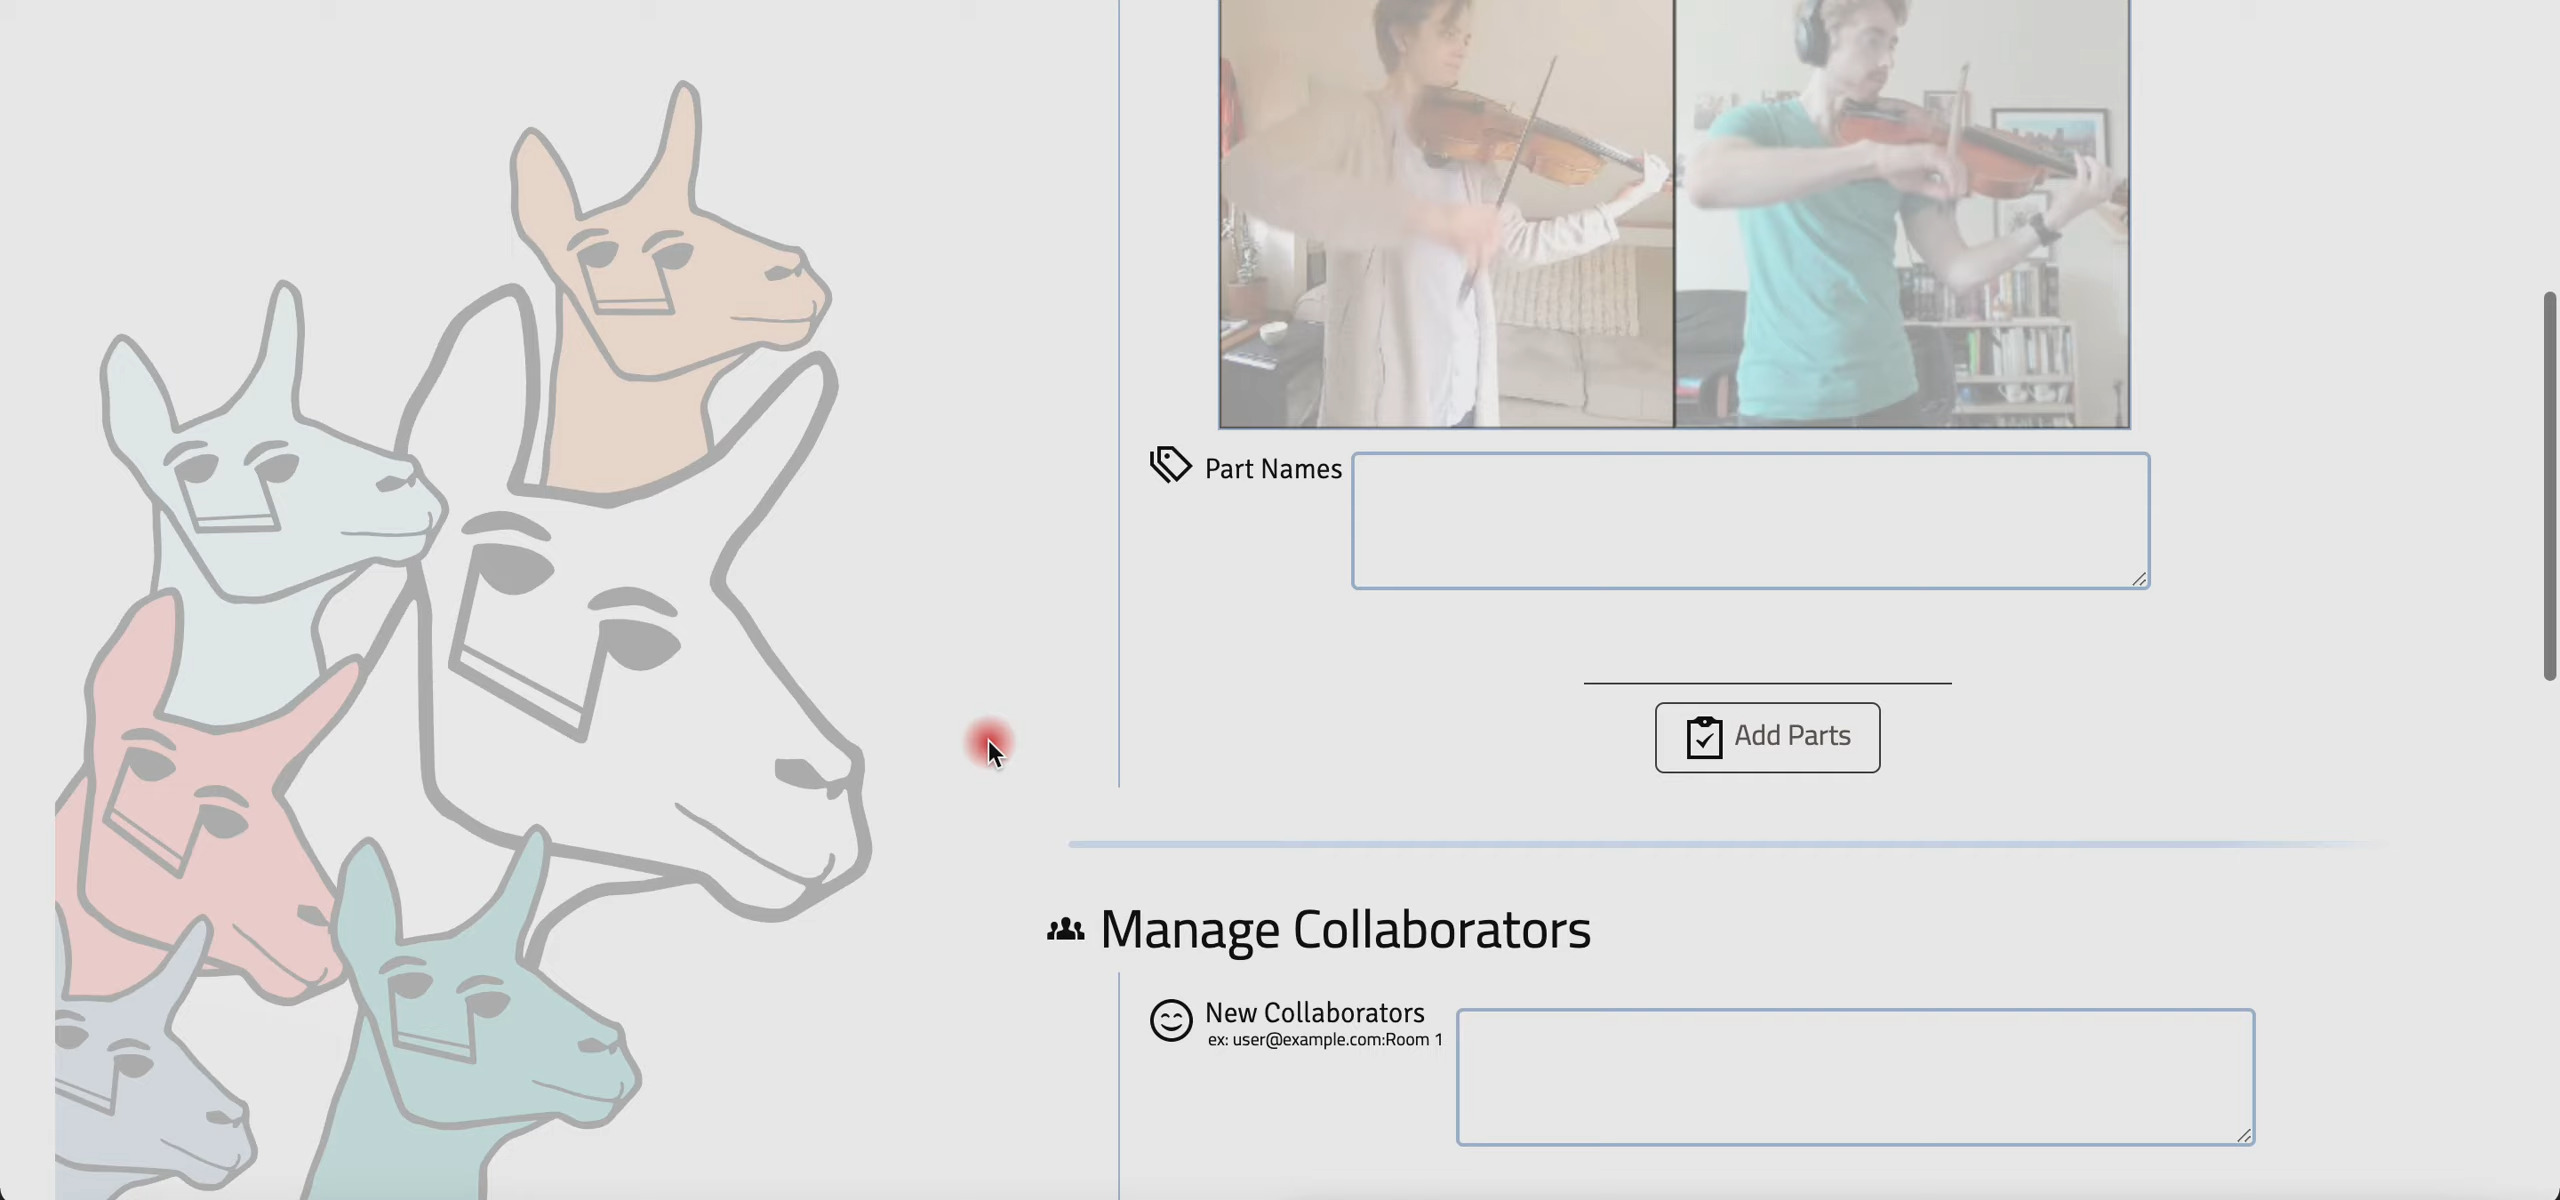 Part Names
Add Parts
Manage Collaborators
New Collaborators
ex: user@example.com:Room 1